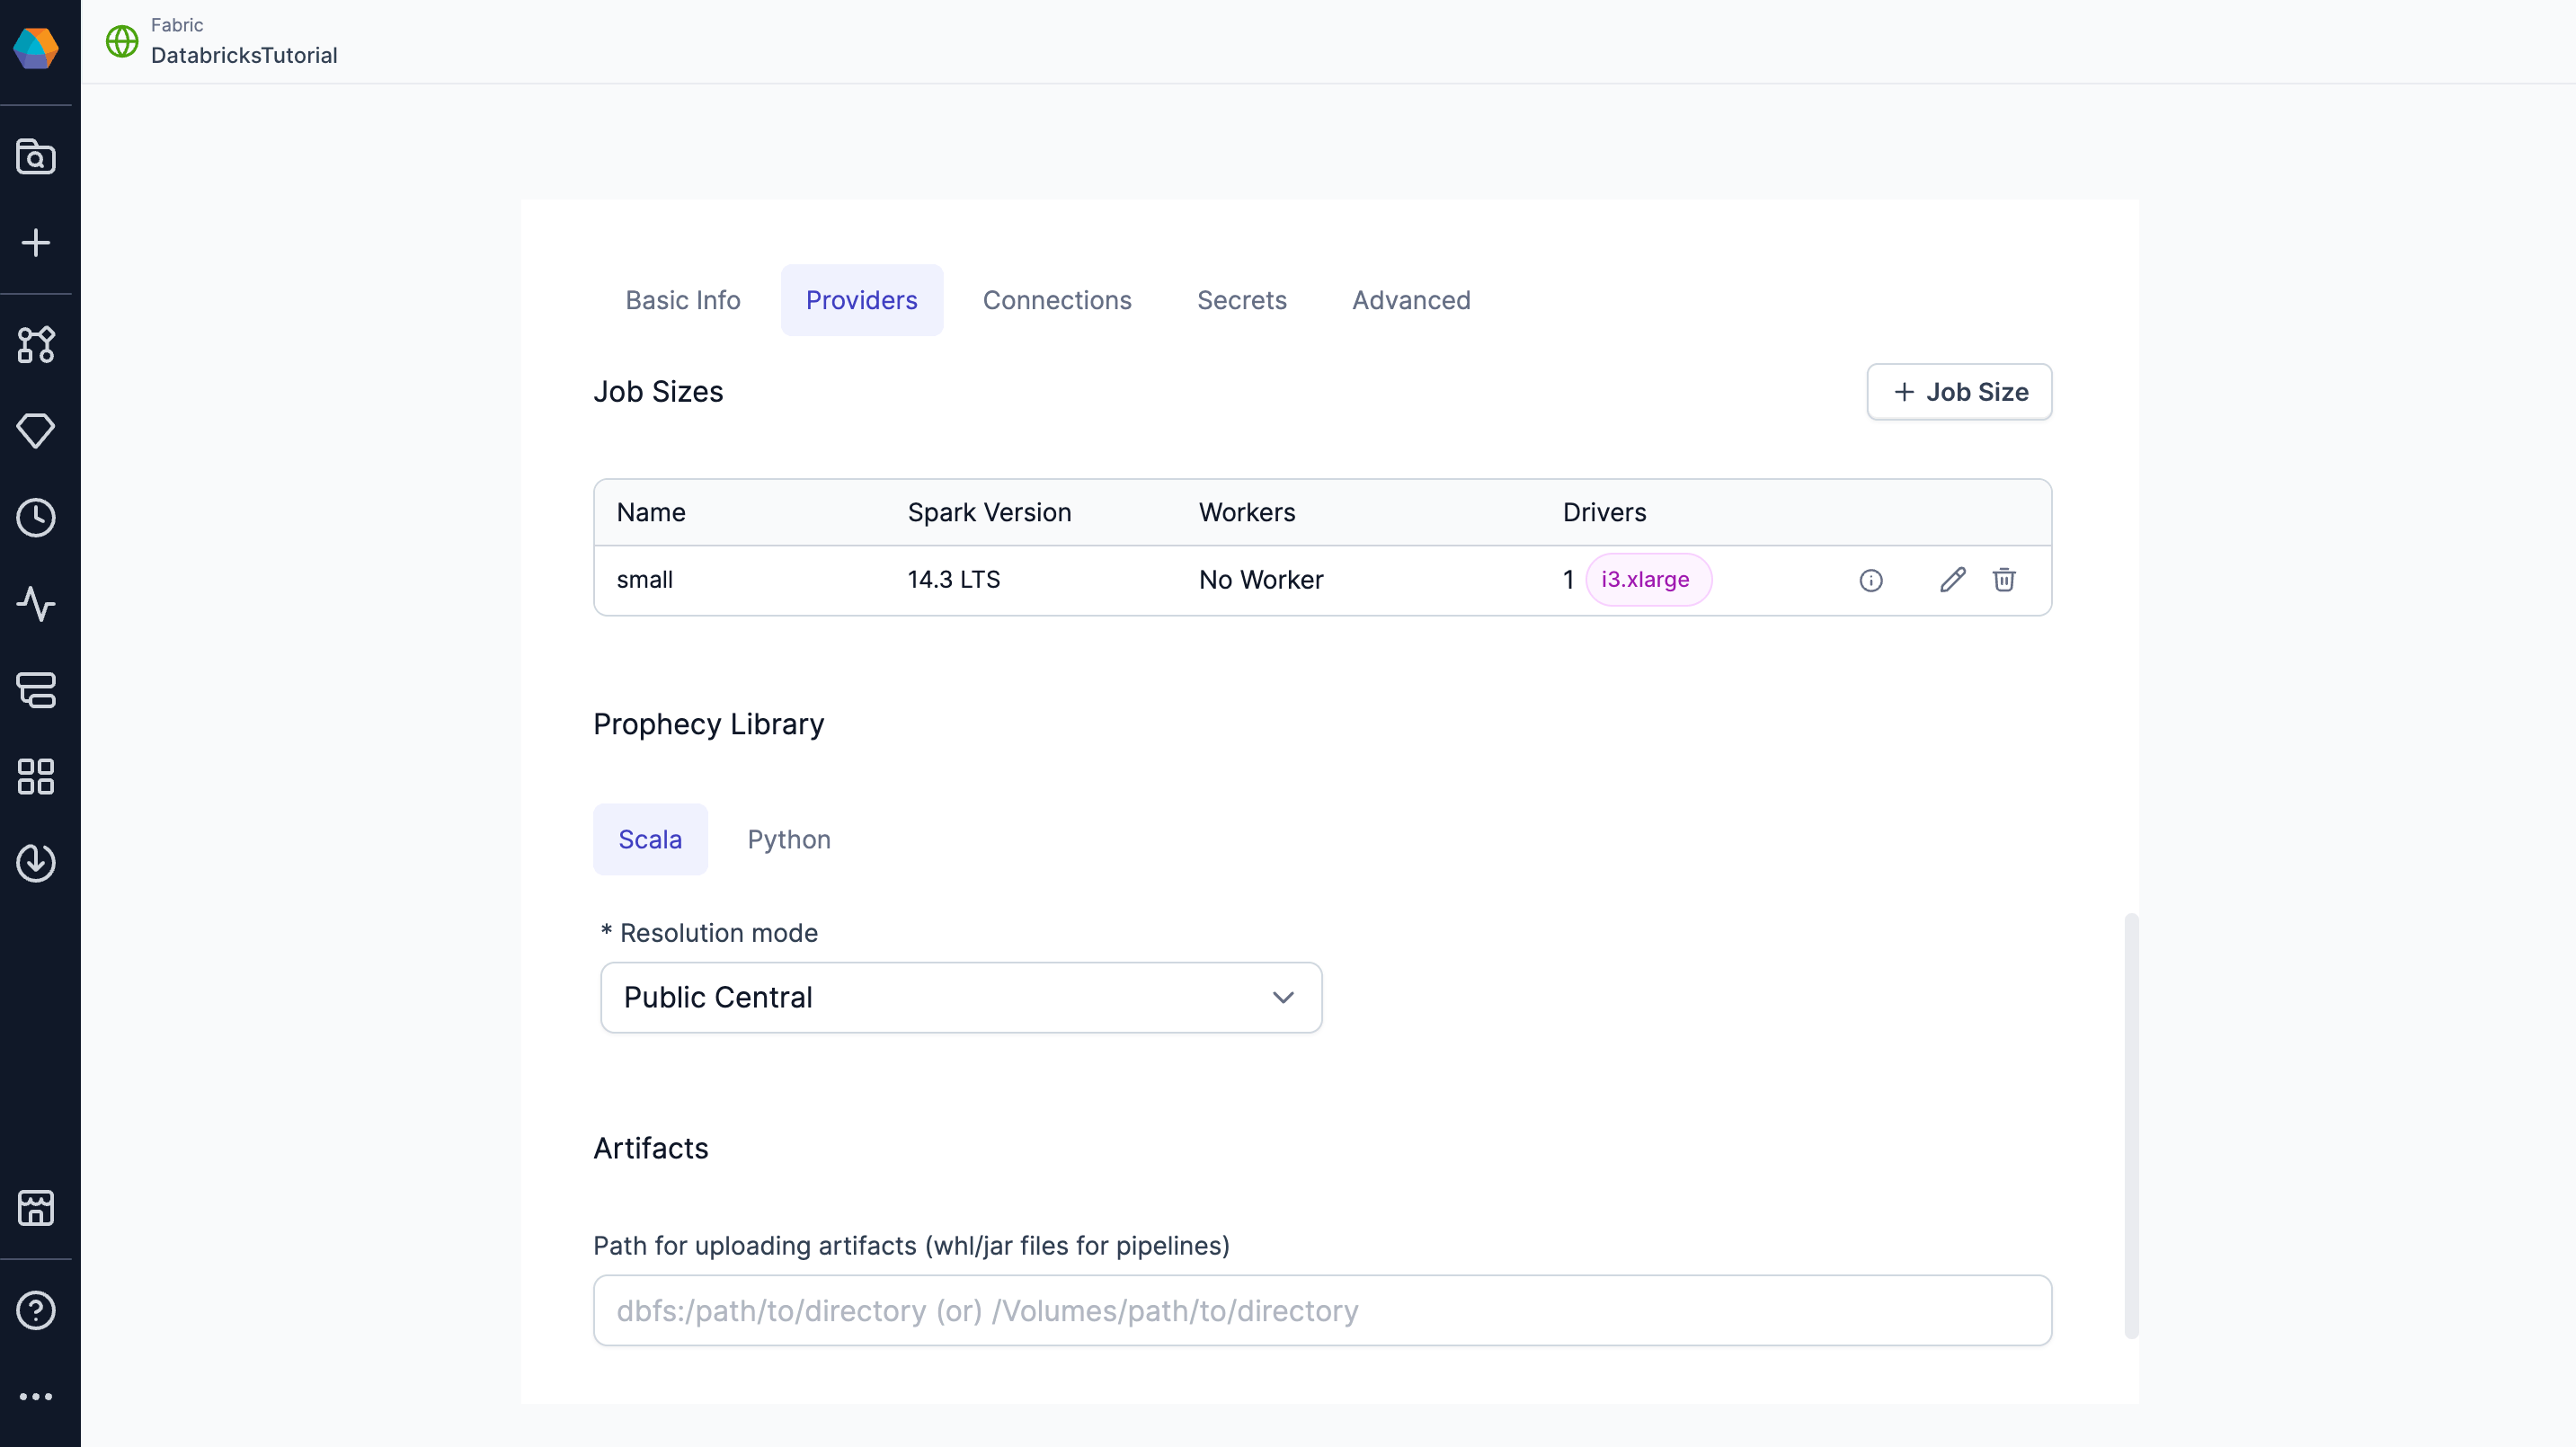 Fabric
DatabricksTutorial
Basic Info Providers Connections Secrets Advanced
Job Sizes
+ Job Size
Name Spark Version Workers Drivers
small 14.3 LTS No Worker 1 i3.xlarge
Prophecy Library
Scala Python
* Resolution mode
Public Central
Artifacts
Path for uploading artifacts (whl/jar files for pipelines)
dbfs:/path/to/directory (or) /Volumes/path/to/directory